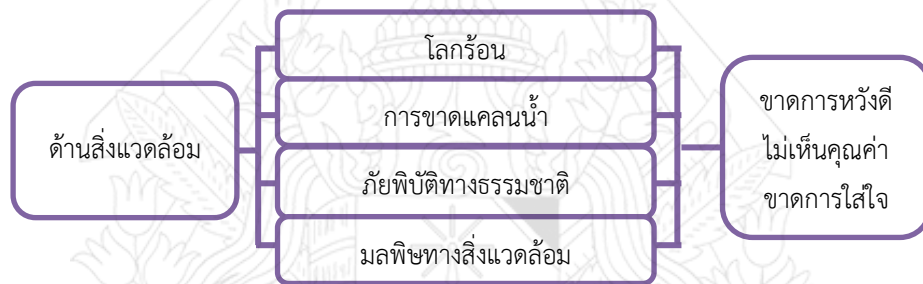 ด้านสิ่งแวดล้อม
โลกร้อน
การขาดแคลนน้ำ
ภัยพิบัติทางธรรมชาติ
มลพิษทางสิ่งแวดล้อม
ขาดการหวังดี
ไม่เห็นคุณค่า
ขาดการใส่ใจ